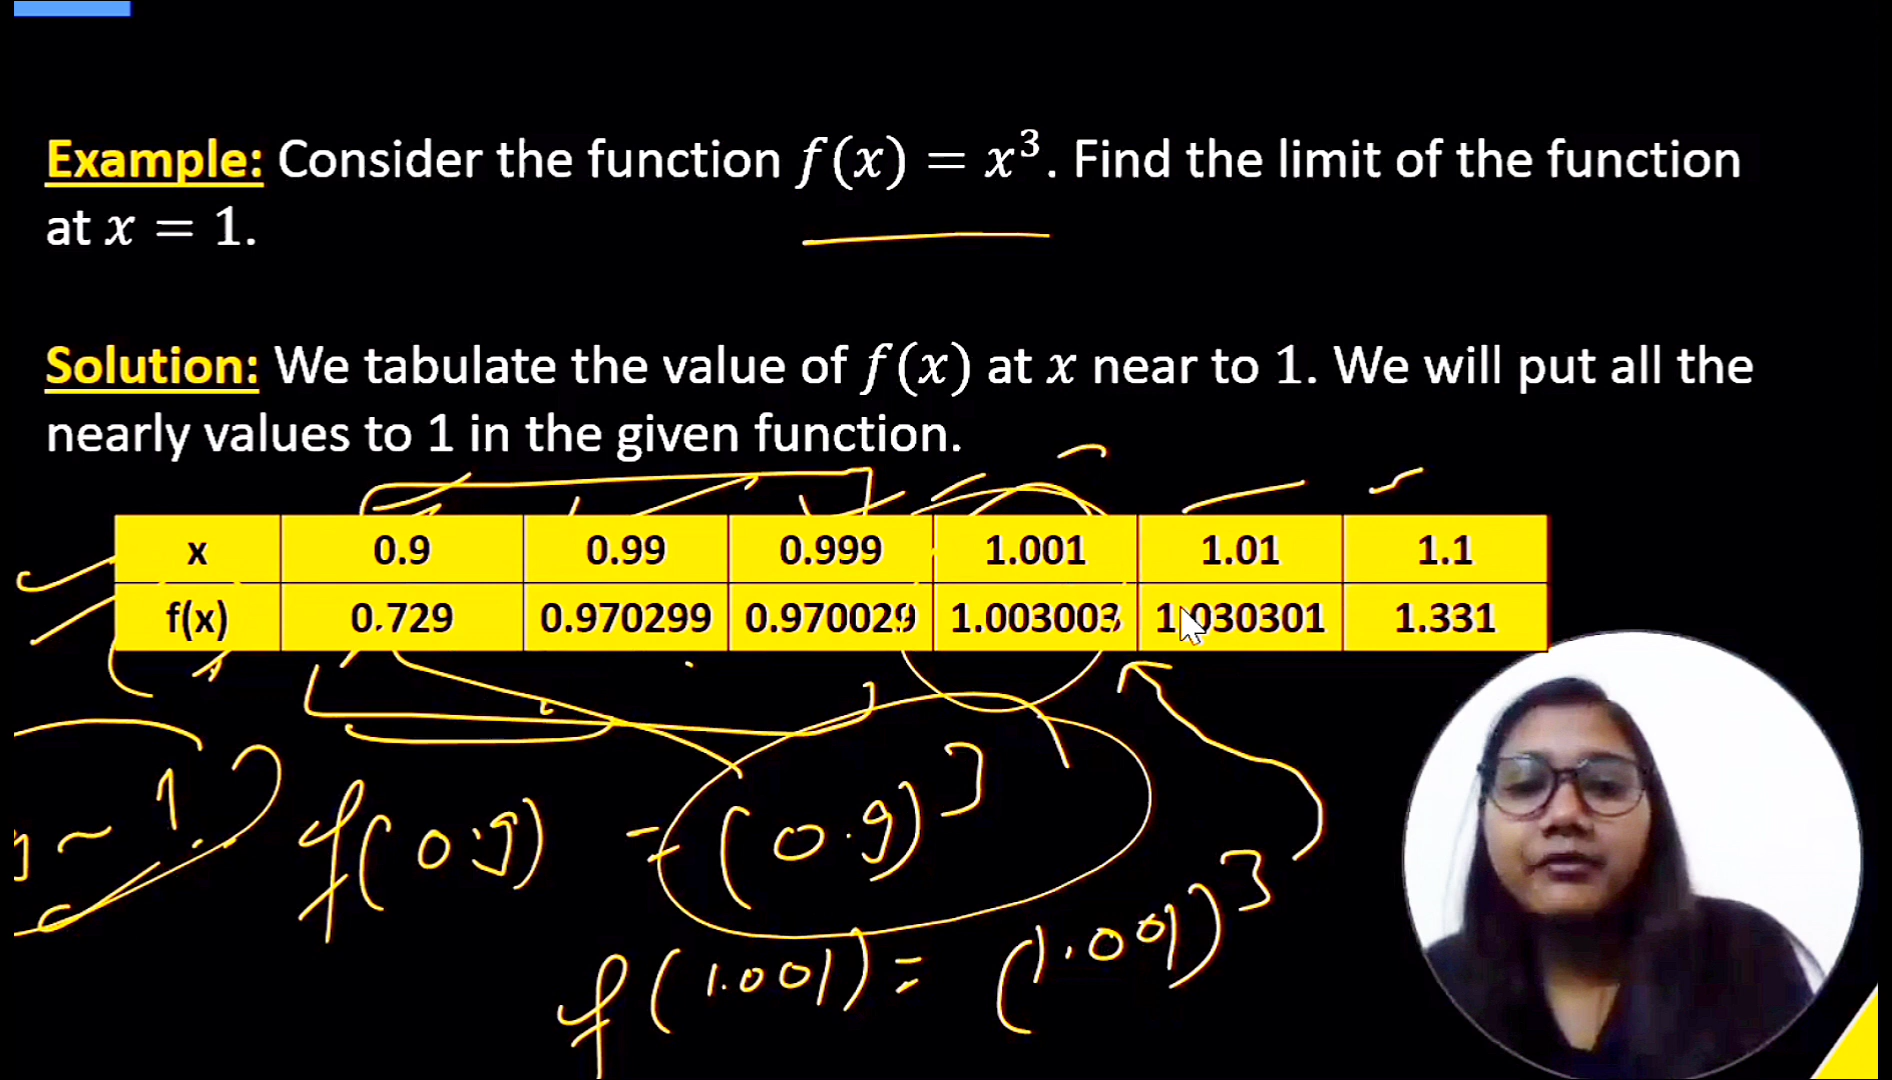 Example: Consider the function f(x) = x³. Find the limit of the function
at x = 1.
Solution: We tabulate the value of f(x) at x near to 1. We will put all the
nearly values to 1 in the given function.
x 0.9 0.99 0.999 1.001 1.01 1.1
f(x) 0.729 0.970299 0.970029 1.003003 1.030301 1.331
~ 1
f(0.9) = (0.9)³
f(1.001) = (1.001)³